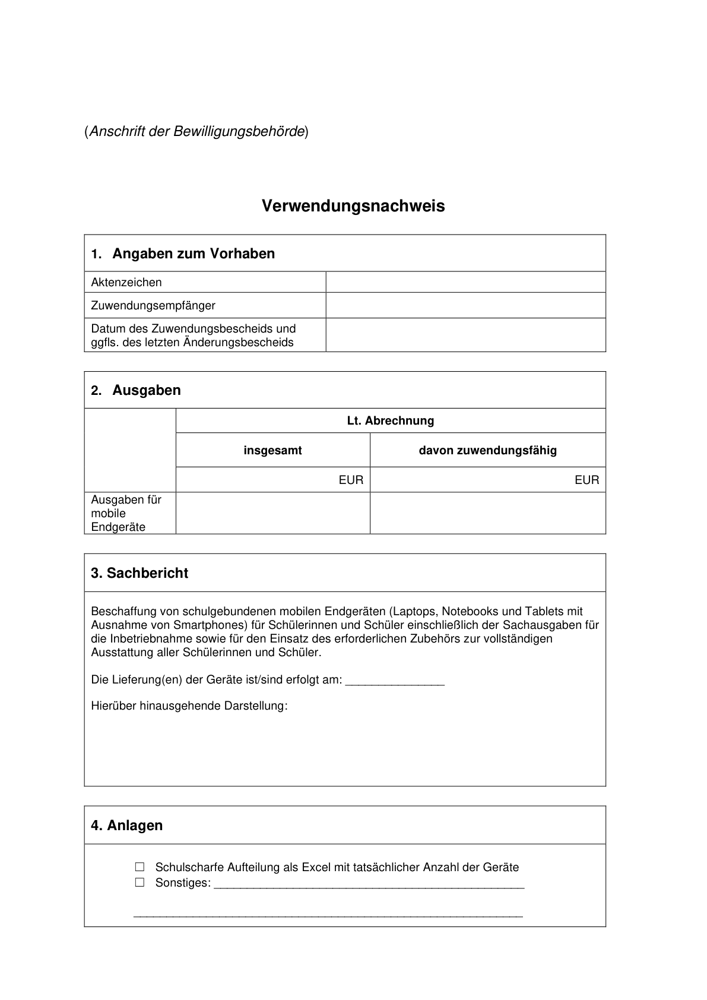 (Anschrift der Bewilligungsbehörde)
Verwendungsnachweis
1. Angaben zum Vorhaben
Aktenzeichen
Zuwendungsempfänger
Datum des Zuwendungsbescheids und
ggfls. des letzten Änderungsbescheids
2. Ausgaben
Lt. Abrechnung
insgesamt
davon zuwendungsfähig
EUR
EUR
Ausgaben für
mobile
Endgeräte
3. Sachbericht
Beschaffung von schulgebundenen mobilen Endgeräten (Laptops, Notebooks und Tablets mit
Ausnahme von Smartphones) für Schülerinnen und Schüler einschließlich der Sachausgaben für
die Inbetriebnahme sowie für den Einsatz des erforderlichen Zubehörs zur vollständigen
Ausstattung aller Schülerinnen und Schüler.
Die Lieferung(en) der Geräte ist/sind erfolgt am: _______________
Hierüber hinausgehende Darstellung:
4. Anlagen
☐ Schulscharfe Aufteilung als Excel mit tatsächlicher Anzahl der Geräte
☐ Sonstiges: _______________________________________________
___________________________________________________________